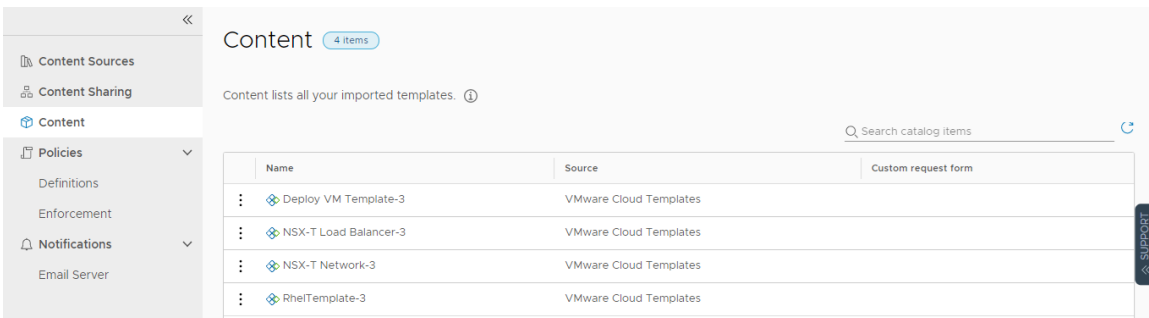 «
Content Sources
Content Sharing
Content
Policies
Definitions
Enforcement
Notifications
Email Server
Content 4 items
Content lists all your imported templates.
Search catalog items
Name Source Custom request form
Deploy VM Template-3 VMware Cloud Templates
NSX-T Load Balancer-3 VMware Cloud Templates
NSX-T Network-3 VMware Cloud Templates
RhelTemplate-3 VMware Cloud Templates
« SUPPORT